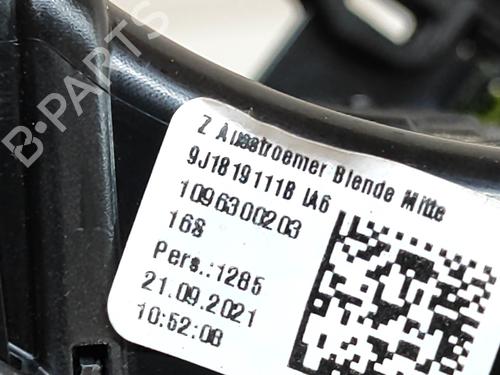 B-PARTS
Z Ausstroemer Blende Mitte
9J1819111B IA6
1096300203
168
Pers.:1285
21.09.2021
10:52:08